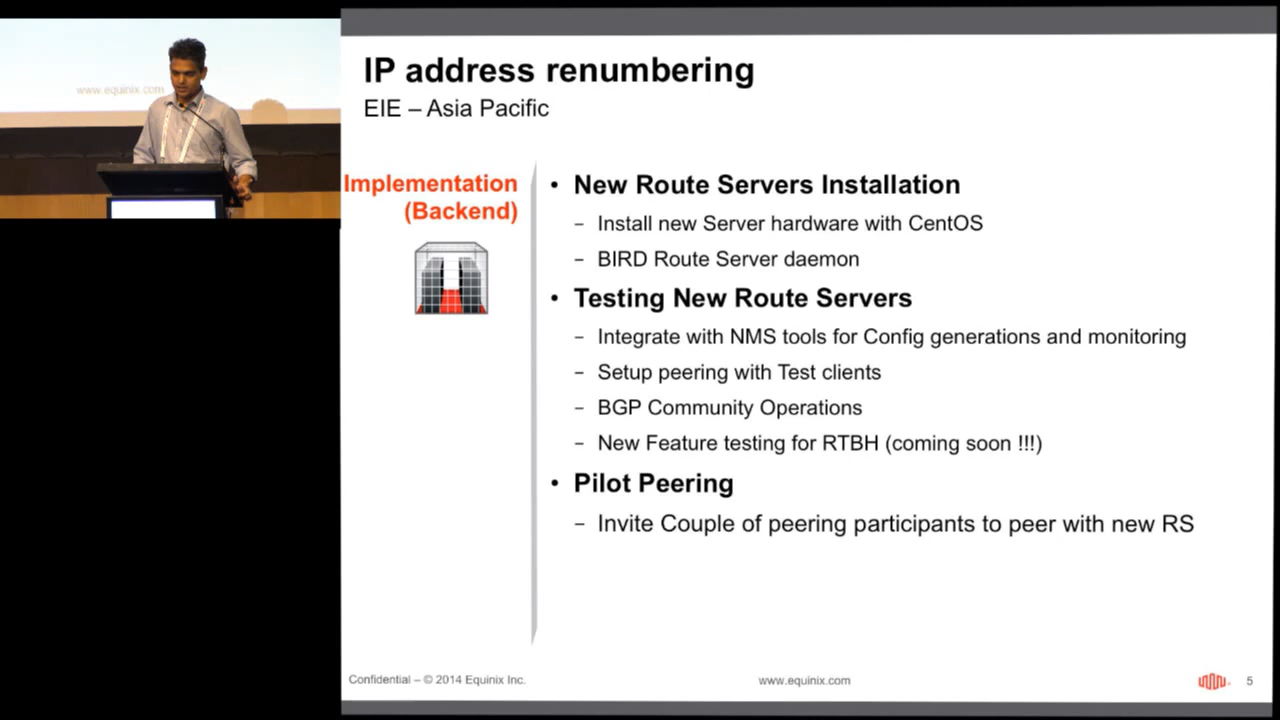 www.equinix.com
IP address renumbering
EIE – Asia Pacific
Implementation
(Backend)
• New Route Servers Installation
– Install new Server hardware with CentOS
– BIRD Route Server daemon
• Testing New Route Servers
– Integrate with NMS tools for Config generations and monitoring
– Setup peering with Test clients
– BGP Community Operations
– New Feature testing for RTBH (coming soon !!!)
• Pilot Peering
– Invite Couple of peering participants to peer with new RS
Confidential – © 2014 Equinix Inc.
www.equinix.com
5